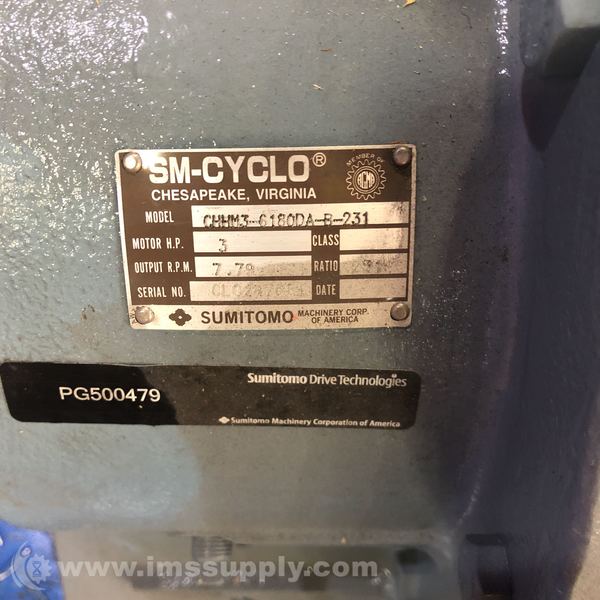 SM-CYCLO®
MEMBER OF
AGMA
CHESAPEAKE, VIRGINIA
MODEL CHHM3-6180DA-B-231
MOTOR H.P. 3 CLASS
OUTPUT R.P.M. 7.79 RATIO
SERIAL NO. DATE
SUMITOMO MACHINERY CORP. OF AMERICA
Sumitomo Drive Technologies
PG500479
Sumitomo Machinery Corporation of America
© www.imssupply.com